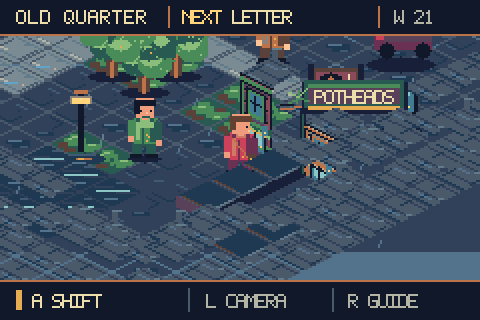 OLD QUARTER NEXT LETTER W 21
POTHEADS
A SHIFT L CAMERA R GUIDE